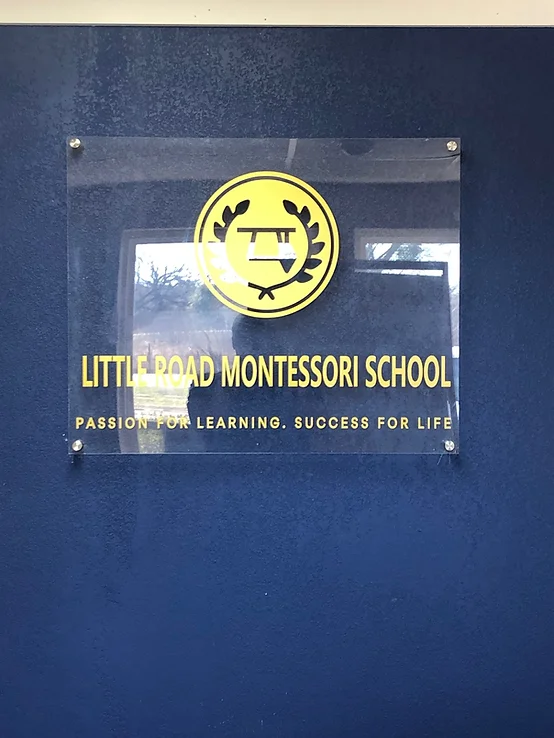 LITTLE ROAD MONTESSORI SCHOOL
PASSION FOR LEARNING. SUCCESS FOR LIFE